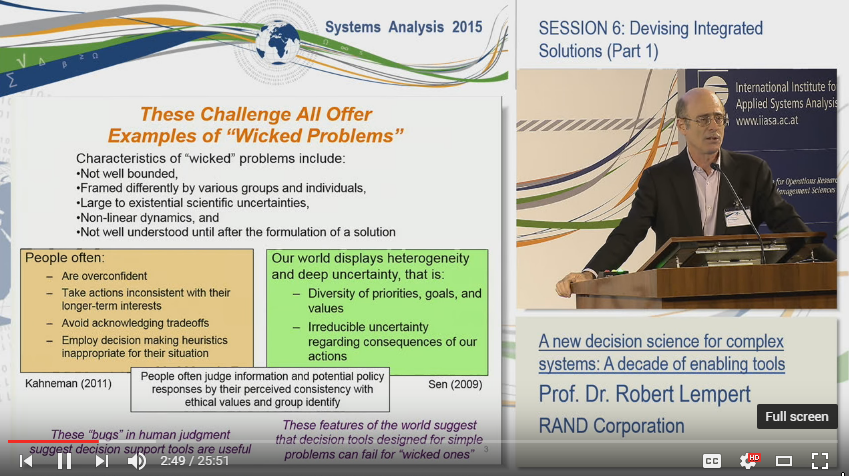 Systems Analysis 2015
These Challenge All Offer
Examples of “Wicked Problems”
Characteristics of “wicked” problems include:
•Not well bounded,
•Framed differently by various groups and individuals,
•Large to existential scientific uncertainties,
•Non-linear dynamics, and
•Not well understood until after the formulation of a solution
People often:
– Are overconfident
– Take actions inconsistent with their
longer-term interests
– Avoid acknowledging tradeoffs
– Employ decision making heuristics
inappropriate for their situation
Our world displays heterogeneity
and deep uncertainty, that is:
– Diversity of priorities, goals, and
values
– Irreducible uncertainty
regarding consequences of our
actions
Kahneman (2011)
People often judge information and potential policy
responses by their perceived consistency with
ethical values and group identify
Sen (2009)
These “bugs” in human judgment
suggest decision support tools are useful
These features of the world suggest
that decision tools designed for simple
problems can fail for “wicked ones”
3
SESSION 6: Devising Integrated
Solutions (Part 1)
International Institute for
Applied Systems Analysis
www.iiasa.ac.at
for Operations Resear
Management Sciences
A new decision science for complex
systems: A decade of enabling tools
Prof. Dr. Robert Lempert
RAND Corporation
Full screen
2:49 / 25:51
CC
HD